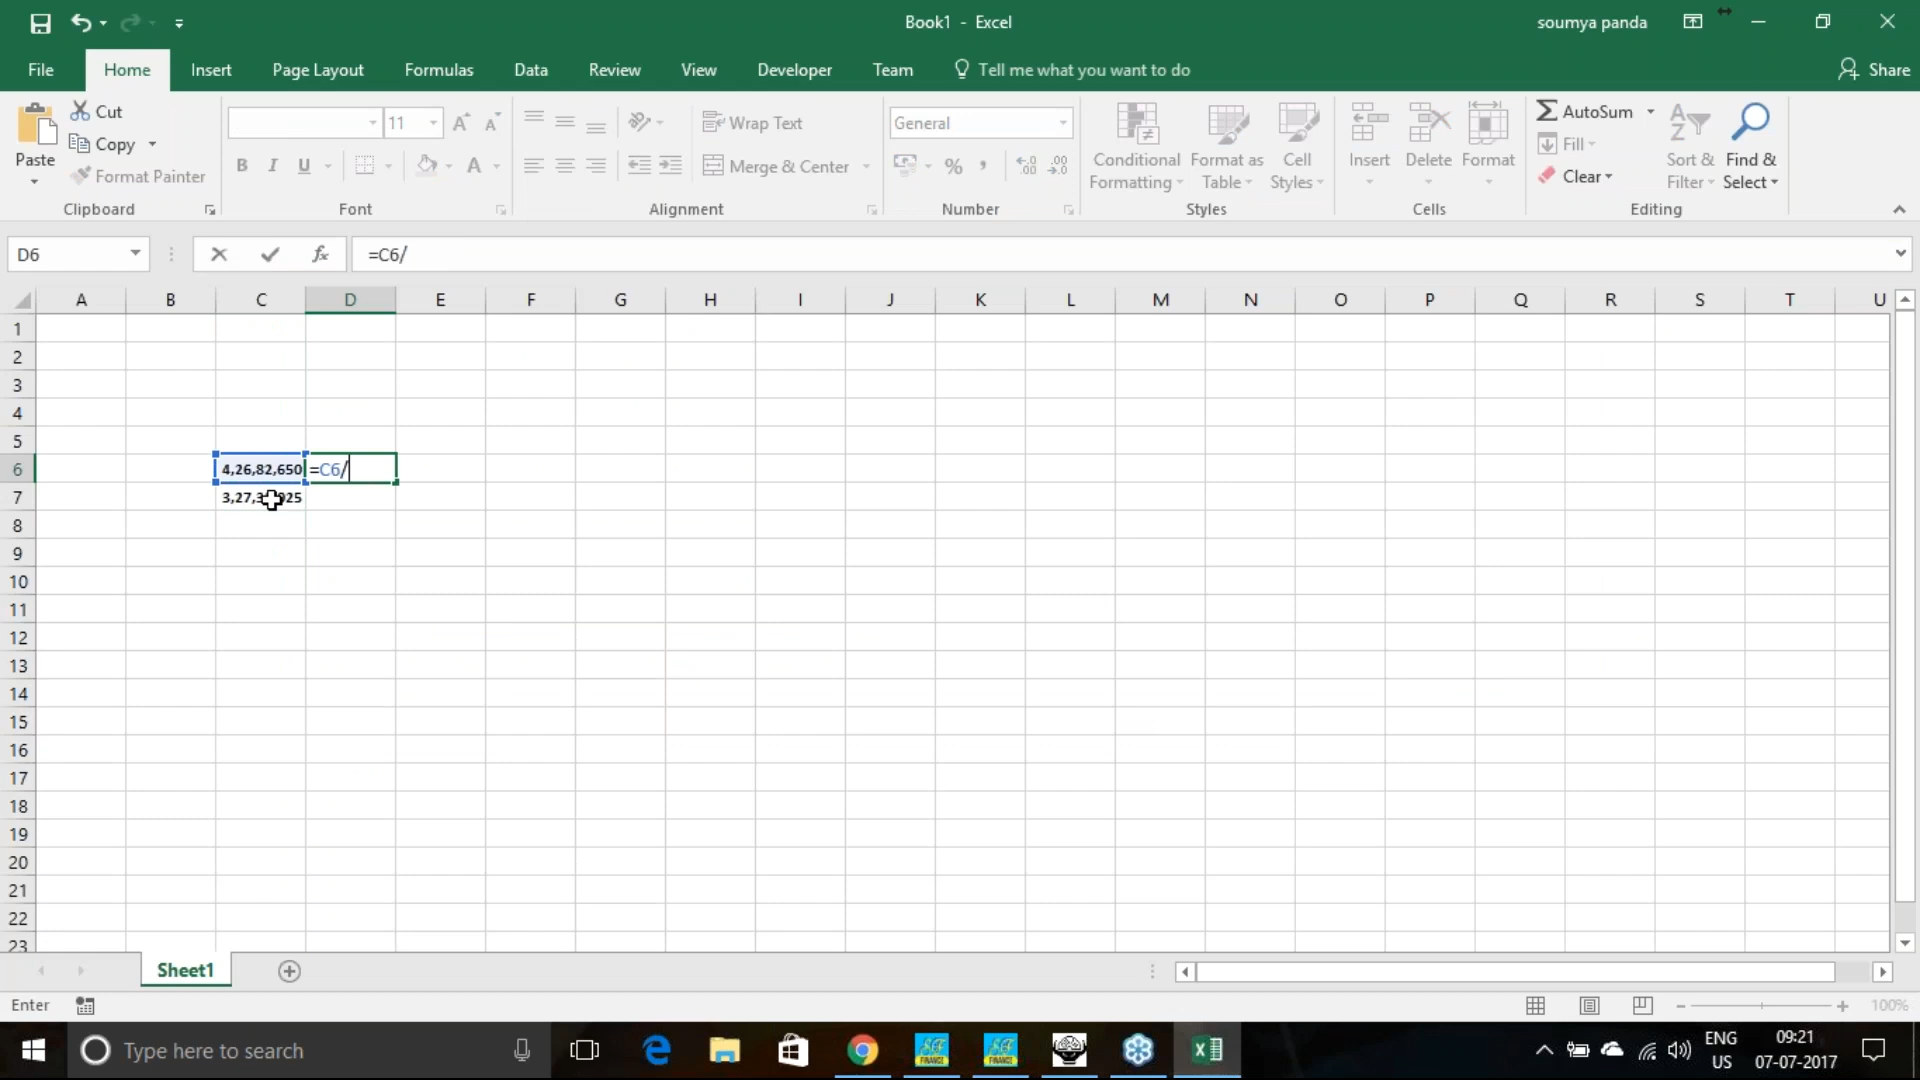 Book1 - Excel
soumya panda
File Home Insert Page Layout Formulas Data Review View Developer Team Tell me what you want to do Share
Cut
Copy
Format Painter
Paste
Clipboard
11
B I U
A
Font
Wrap Text
Merge & Center
Alignment
General
%
Number
Conditional Formatting
Format as Table
Cell Styles
Styles
Insert Delete Format
Cells
AutoSum
Fill
Clear
Sort & Filter
Find & Select
Editing
D6
fx
=C6/
A B C D E F G H I J K L M N O P Q R S T U
1
2
3
4
5
6 4,26,82,650 =C6/
7
8
9
10
11
12
13
14
15
16
17
18
19
20
21
22
23
Sheet1
Enter
100%
Type here to search
ENG
US
09:21
07-07-2017